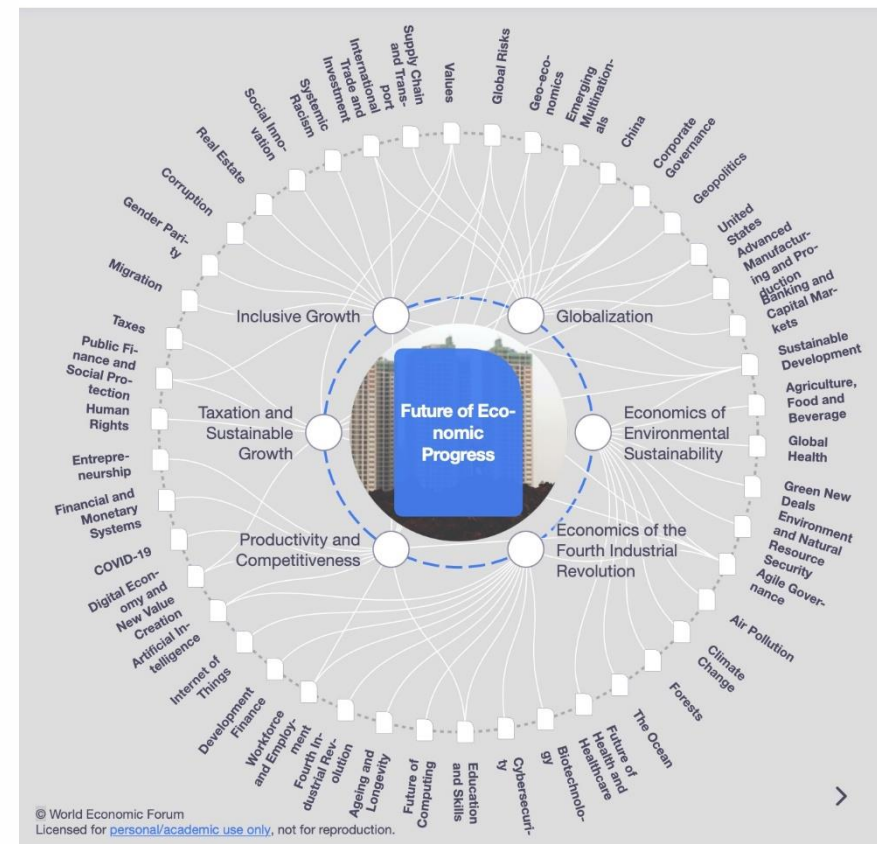 Supply Chain
and Trans-
port
International
Trade and
Investment
Systemic
Racism
Social Inno-
vation
Real Estate
Corruption
Gender Pari-
ty
Migration
Taxes
Public Fi-
nance and
Social Pro-
tection
Human
Rights
Entrepre-
neurship
Financial and
Monetary
Systems
COVID-19
Digital Econ-
omy and
New Value
Creation
Artificial In-
telligence
Internet of
Things
Development
Finance
Workforce
and Employ-
ment
Fourth In-
dustrial Rev-
olution
Ageing and
Longevity
Future of
Computing
Education
and Skills
Cybersecuri-
ty
Biotechnolo-
gy
Future of
Health and
Healthcare
The Ocean
Forests
Climate
Change
Air Pollution
Agile Gover-
nance
Environment
and Natural
Resource
Security
Green New
Deals
Global
Health
Agriculture,
Food and
Beverage
Sustainable
Development
Banking and
Capital Mar-
kets
Advanced
Manufactur-
ing and Pro-
duction
United
States
Geopolitics
Corporate
Governance
China
Emerging
Multination-
als
Geo-eco-
nomics
Global Risks
Values
Inclusive Growth
Globalization
Taxation and
Sustainable
Growth
Future of Eco-
nomic
Progress
Economics of
Environmental
Sustainability
Productivity and
Competitiveness
Economics of the
Fourth Industrial
Revolution
© World Economic Forum
Licensed for personal/academic use only, not for reproduction.